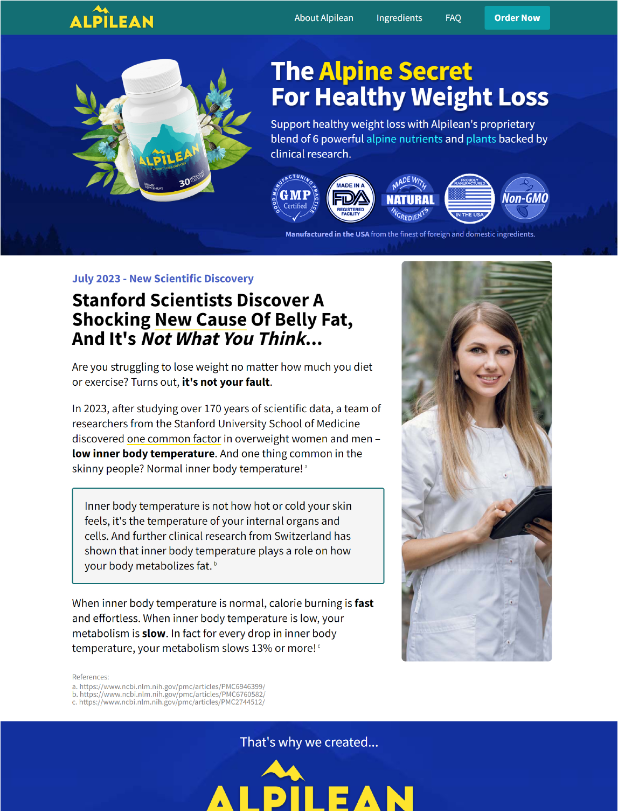 ALPILEAN
About Alpilean
Ingredients
FAQ
Order Now
The Alpine Secret
For Healthy Weight Loss
Support healthy weight loss with Alpilean's proprietary
blend of 6 powerful alpine nutrients and plants backed by
clinical research.
ALPILEAN
30
GOOD MANUFACTURING PRACTICE
GMP
Certified
MADE IN A
FDA
REGISTERED
FACILITY
MADE WITH
NATURAL
INGREDIENTS
IN THE USA
Non-GMO
Manufactured in the USA from the finest of foreign and domestic ingredients.
July 2023 - New Scientific Discovery
Stanford Scientists Discover A
Shocking New Cause Of Belly Fat,
And It's Not What You Think...
Are you struggling to lose weight no matter how much you diet
or exercise? Turns out, it's not your fault.
In 2023, after studying over 170 years of scientific data, a team of
researchers from the Stanford University School of Medicine
discovered one common factor in overweight women and men –
low inner body temperature. And one thing common in the
skinny people? Normal inner body temperature! a
Inner body temperature is not how hot or cold your skin
feels, it's the temperature of your internal organs and
cells. And further clinical research from Switzerland has
shown that inner body temperature plays a role on how
your body metabolizes fat. b
When inner body temperature is normal, calorie burning is fast
and effortless. When inner body temperature is low, your
metabolism is slow. In fact for every drop in inner body
temperature, your metabolism slows 13% or more! c
References:
a. https://www.ncbi.nlm.nih.gov/pmc/articles/PMC6946399/
b. https://www.ncbi.nlm.nih.gov/pmc/articles/PMC6760582/
c. https://www.ncbi.nlm.nih.gov/pmc/articles/PMC2744512/
That's why we created...
ALPILEAN